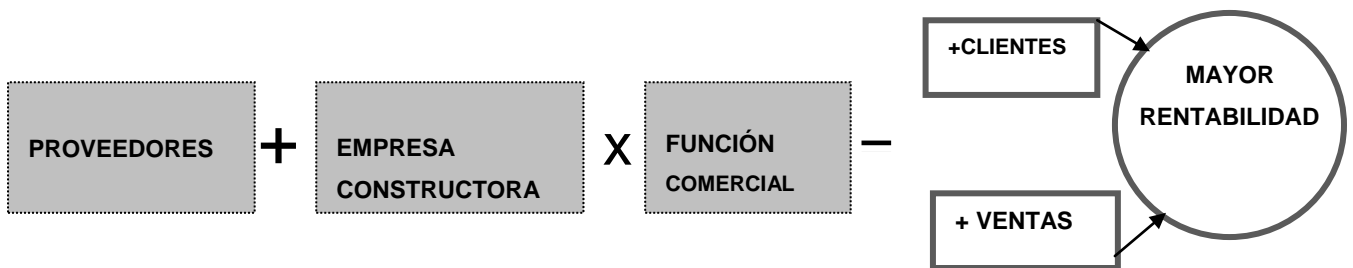 PROVEEDORES
+
EMPRESA
CONSTRUCTORA
X
FUNCIÓN
COMERCIAL
–
+CLIENTES
+ VENTAS
MAYOR
RENTABILIDAD